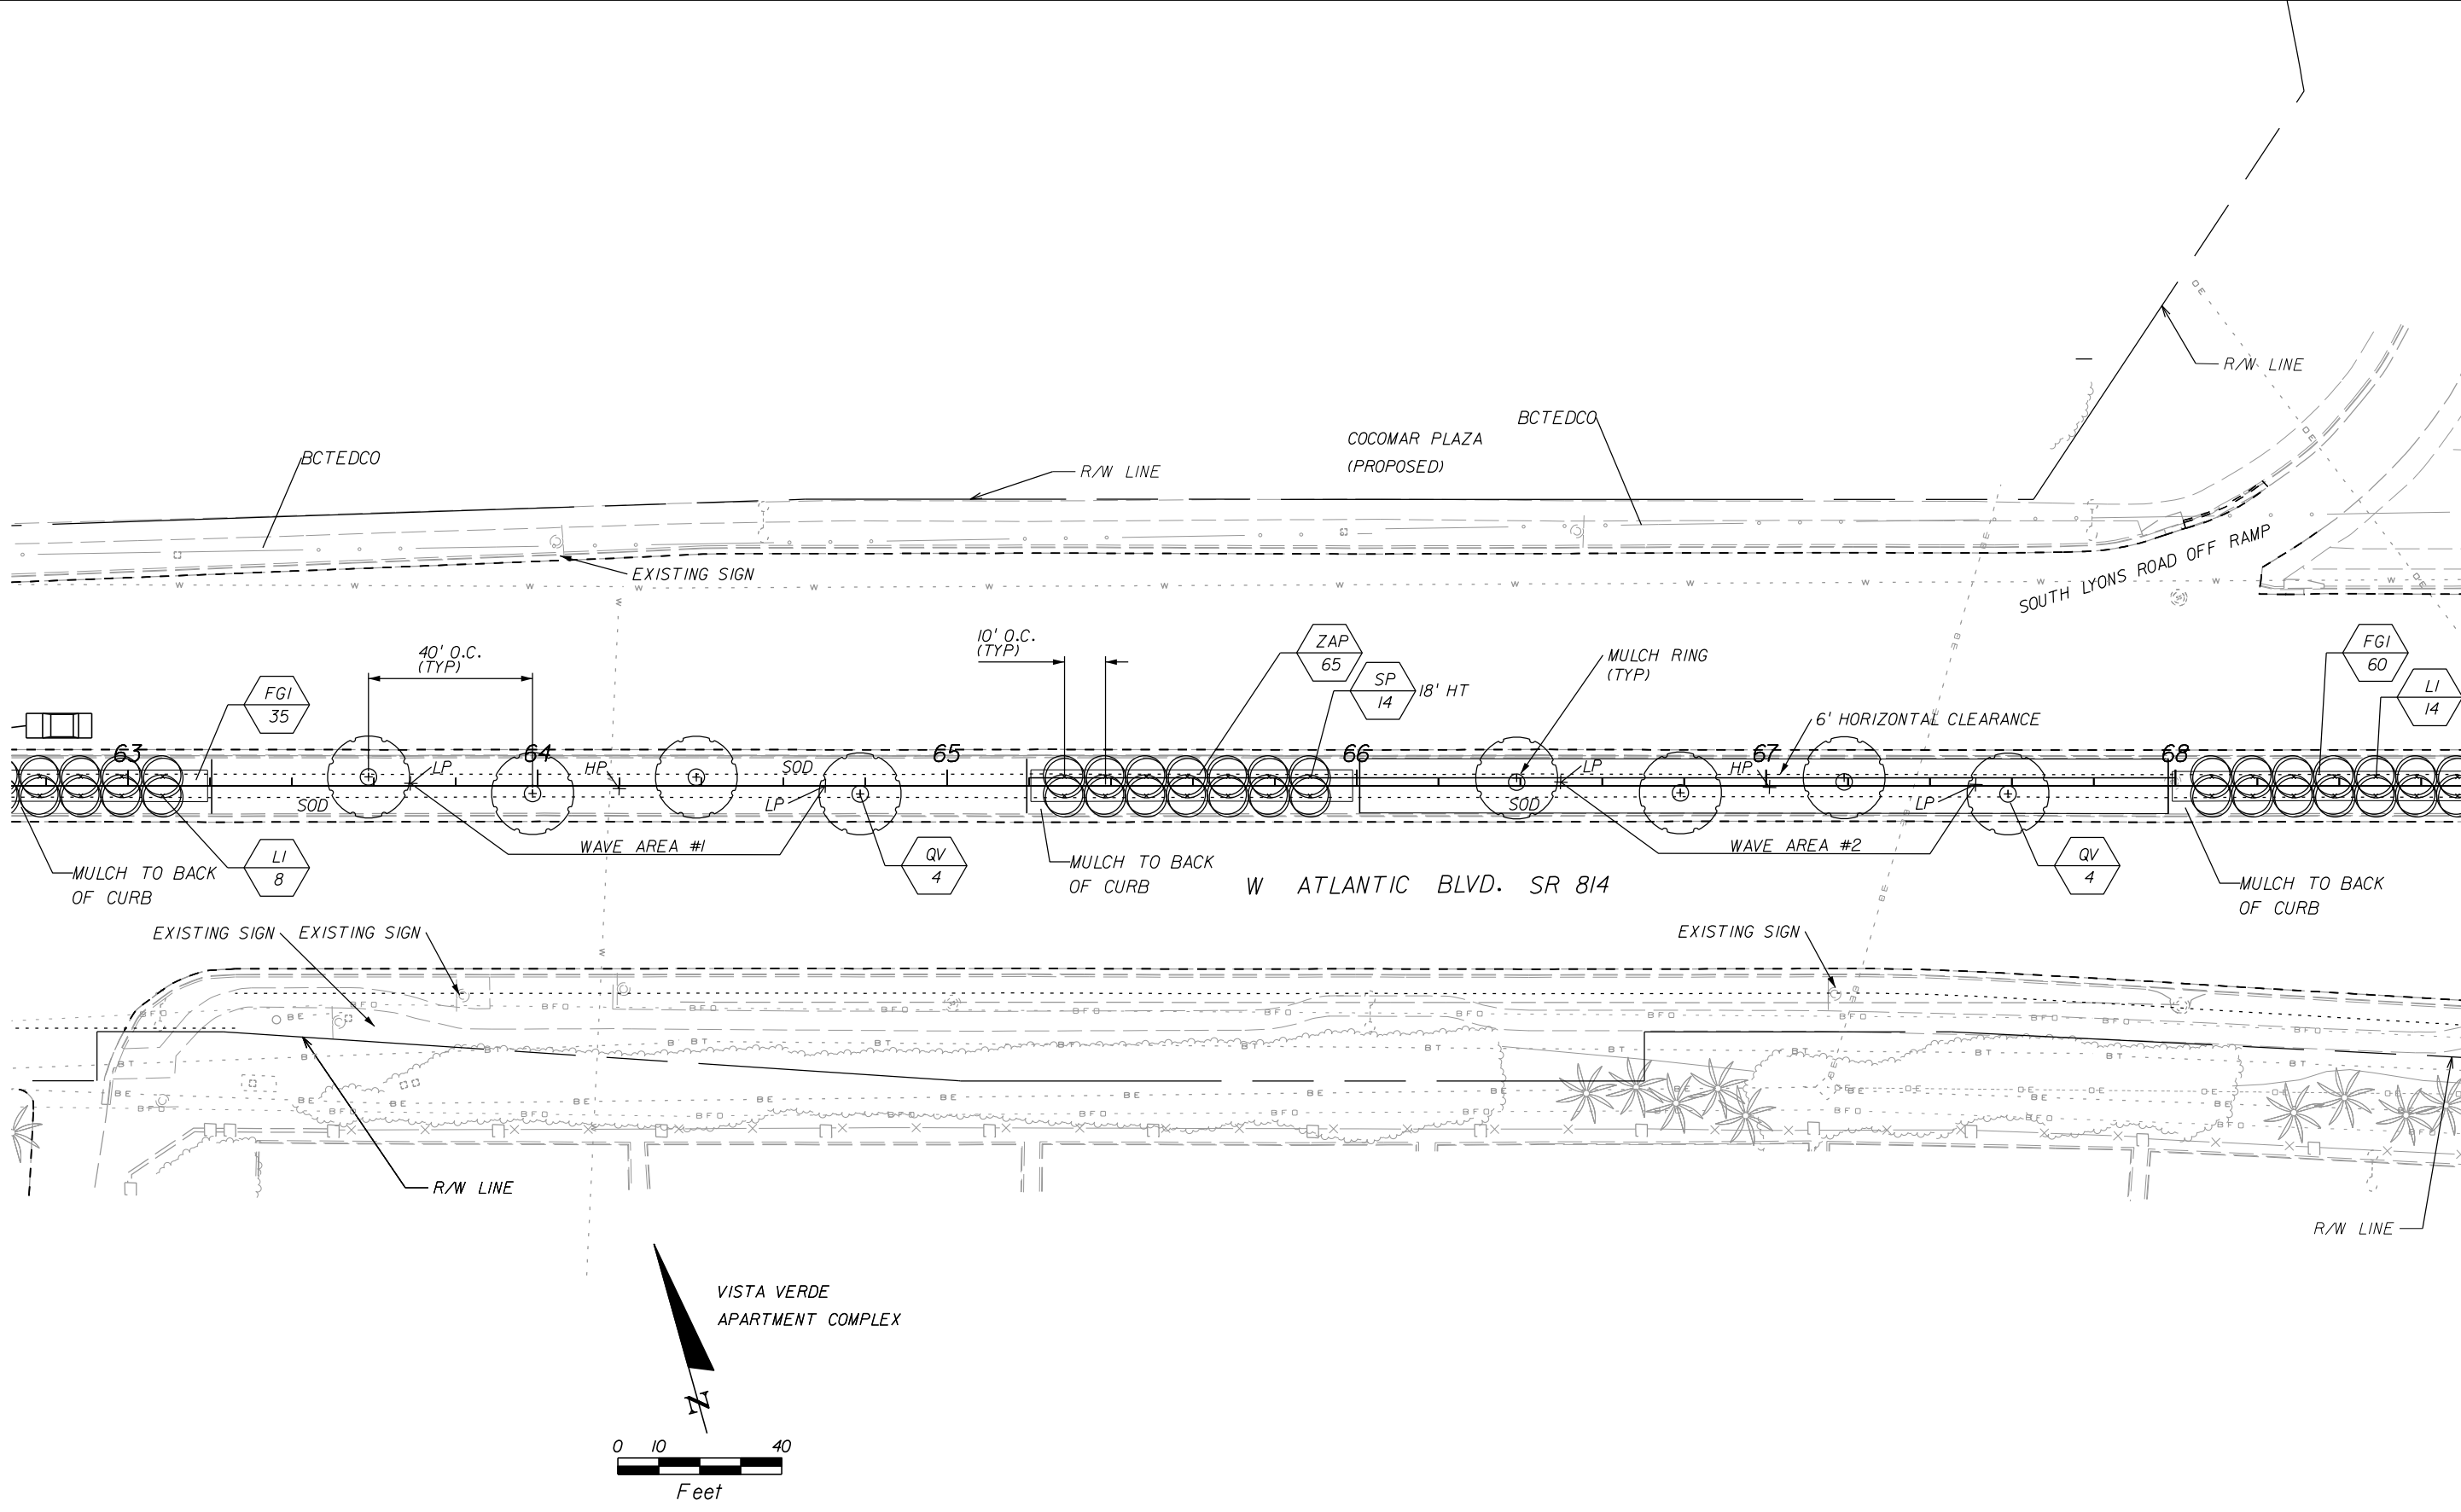 R/W LINE
BCTEDCO
COCOMAR PLAZA
(PROPOSED)
BCTEDCO
R/W LINE
EXISTING SIGN
SOUTH LYONS ROAD OFF RAMP
40' O.C.
(TYP)
10' O.C.
(TYP)
ZAP
65
SP
14
18' HT
MULCH RING
(TYP)
6' HORIZONTAL CLEARANCE
FGI
60
LI
14
FGI
35
63
64
65
66
67
68
LP
HP
SOD
LP
HP
SOD
LP
SOD
LP
WAVE AREA #1
WAVE AREA #2
LI
8
QV
4
QV
4
MULCH TO BACK
OF CURB
MULCH TO BACK
OF CURB
MULCH TO BACK
OF CURB
W ATLANTIC BLVD. SR 814
EXISTING SIGN
EXISTING SIGN
EXISTING SIGN
R/W LINE
R/W LINE
VISTA VERDE
APARTMENT COMPLEX
N
0 10 40
Feet